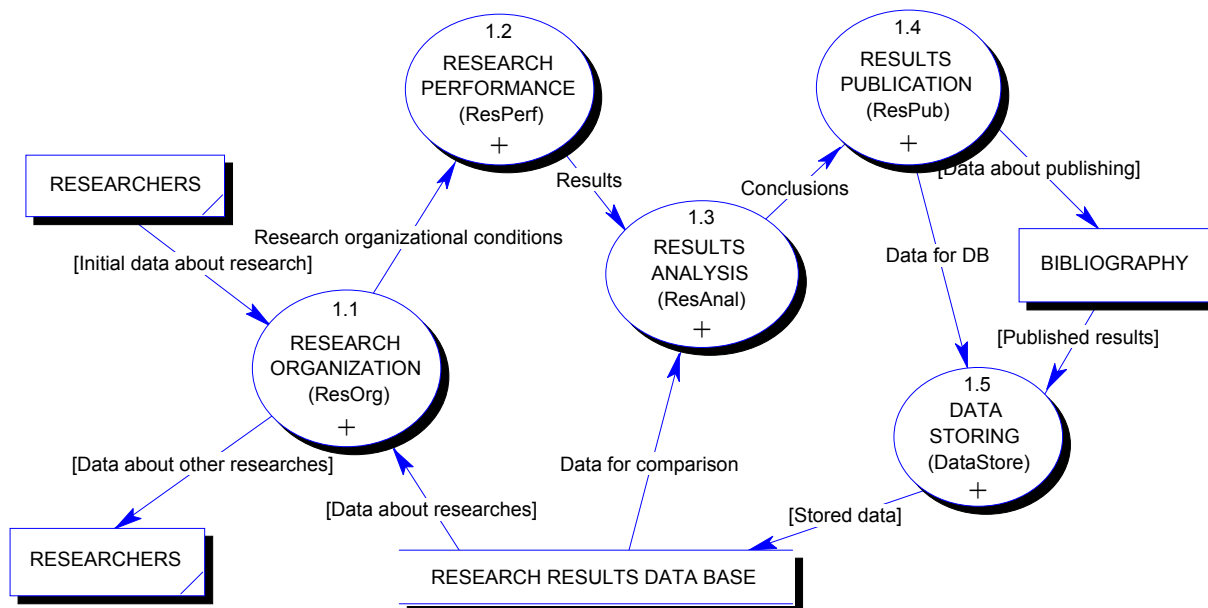 1.2
RESEARCH
PERFORMANCE
(ResPerf)
+
1.4
RESULTS
PUBLICATION
(ResPub)
+
RESEARCHERS
Results
Conclusions
[Data about publishing]
1.3
RESULTS
ANALYSIS
(ResAnal)
+
Research organizational conditions
[Initial data about research]
Data for DB
BIBLIOGRAPHY
1.1
RESEARCH
ORGANIZATION
(ResOrg)
+
[Published results]
1.5
DATA
STORING
(DataStore)
+
[Data about other researches]
Data for comparison
[Data about researches]
[Stored data]
RESEARCHERS
RESEARCH RESULTS DATA BASE